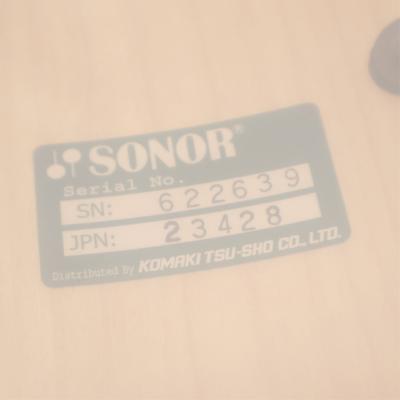 SONOR®
Serial No.
SN: 622639
JPN: 23428
Distributed by KOMAKI TSU-SHO CO., LTD.